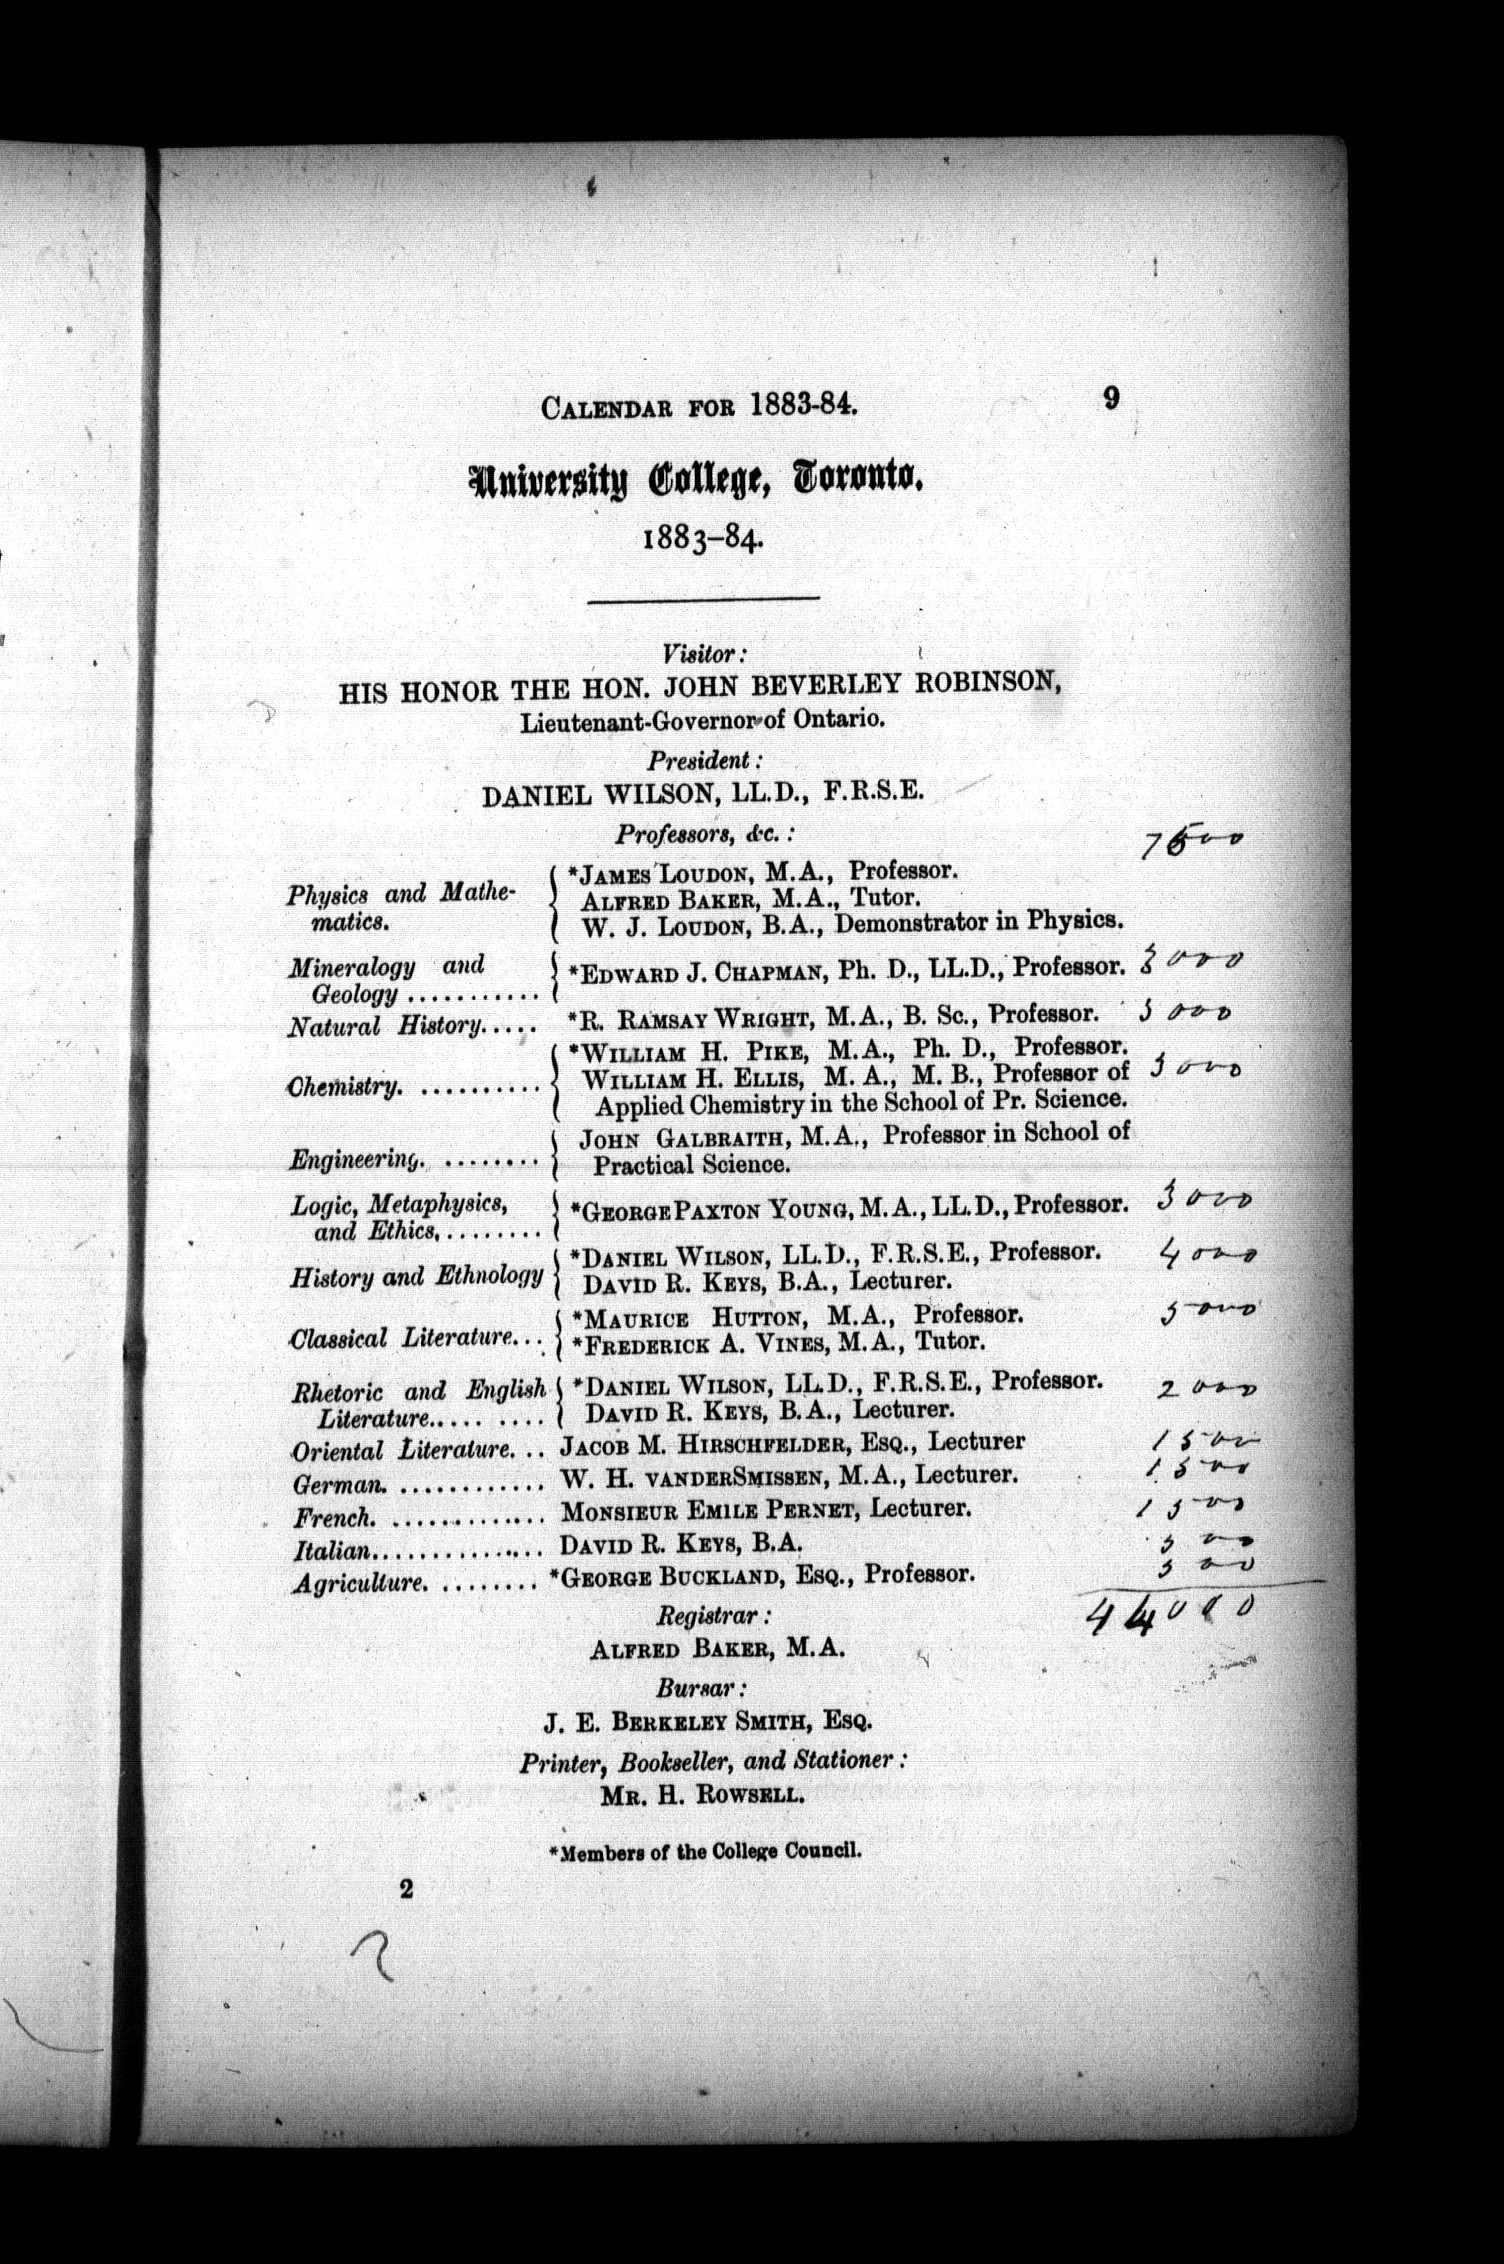 CALENDAR FOR 1883-84. 9
University College, Toronto.
1883-84.
Visitor:
HIS HONOR THE HON. JOHN BEVERLEY ROBINSON,
Lieutenant-Governor of Ontario.
President:
DANIEL WILSON, LL.D., F.R.S.E.
Professors, &c.:
7500
Physics and Mathe-
matics.
*JAMES LOUDON, M.A., Professor.
ALFRED BAKER, M.A., Tutor.
W. J. LOUDON, B.A., Demonstrator in Physics.
Mineralogy and
Geology ...........
*EDWARD J. CHAPMAN, Ph. D., LL.D., Professor. 3000
Natural History..... *R. RAMSAY WRIGHT, M.A., B. Sc., Professor. 3000
Chemistry. ..........
*WILLIAM H. PIKE, M.A., Ph. D., Professor.
WILLIAM H. ELLIS, M. A., M. B., Professor of 3000
Applied Chemistry in the School of Pr. Science.
Engineering. ........
JOHN GALBRAITH, M.A., Professor in School of
Practical Science.
Logic, Metaphysics,
and Ethics,........
*GEORGE PAXTON YOUNG, M.A., LL.D., Professor. 3000
History and Ethnology
*DANIEL WILSON, LL.D., F.R.S.E., Professor. 4000
DAVID R. KEYS, B.A., Lecturer.
Classical Literature...
*MAURICE HUTTON, M.A., Professor. 5000
*FREDERICK A. VINES, M.A., Tutor.
Rhetoric and English
Literature..... ....
*DANIEL WILSON, LL.D., F.R.S.E., Professor. 2000
DAVID R. KEYS, B.A., Lecturer.
Oriental Literature. .. JACOB M. HIRSCHFELDER, ESQ., Lecturer 1500
German. ............ W. H. VANDERSMISSEN, M.A., Lecturer. 1500
French. ............. MONSIEUR EMILE PERNET, Lecturer. 1500
Italian.............. DAVID R. KEYS, B.A. 500
Agriculture. ........ *GEORGE BUCKLAND, ESQ., Professor. 500
Registrar: 44000
ALFRED BAKER, M.A.
Bursar:
J. E. BERKELEY SMITH, ESQ.
Printer, Bookseller, and Stationer:
MR. H. ROWSELL.
*Members of the College Council.
2